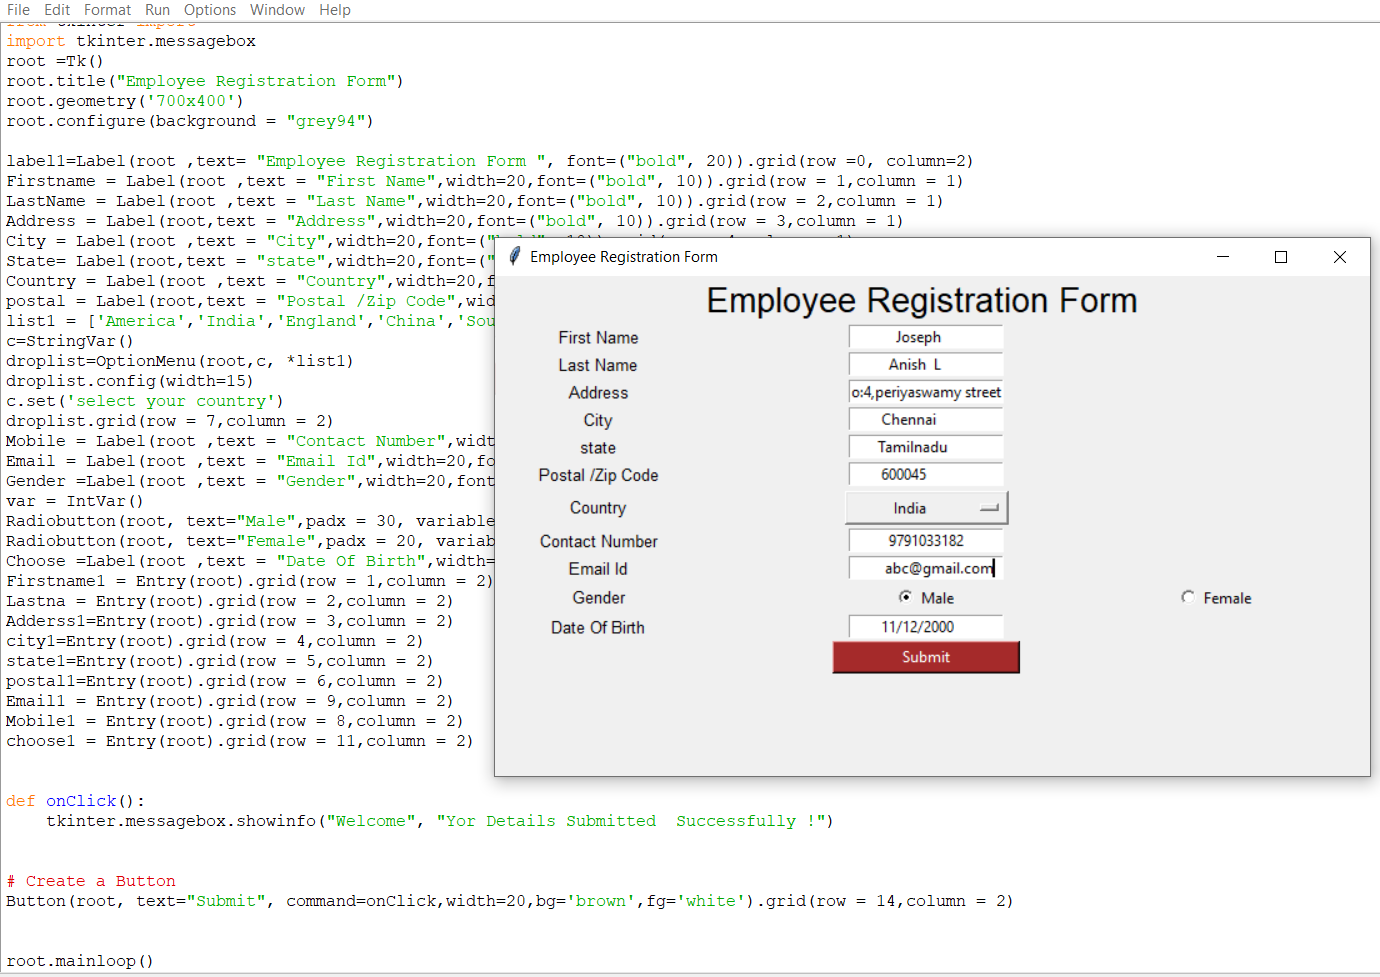 File Edit Format Run Options Window Help
from tkinter import
import tkinter.messagebox
root =Tk()
root.title("Employee Registration Form")
root.geometry('700x400')
root.configure(background = "grey94")
label1=Label(root ,text= "Employee Registration Form ", font=("bold", 20)).grid(row =0, column=2)
Firstname = Label(root ,text = "First Name",width=20,font=("bold", 10)).grid(row = 1,column = 1)
LastName = Label(root ,text = "Last Name",width=20,font=("bold", 10)).grid(row = 2,column = 1)
Address = Label(root,text = "Address",width=20,font=("bold", 10)).grid(row = 3,column = 1)
City = Label(root ,text = "City",width=20,font=("bold", 10)).grid(row = 4,column = 1)
State= Label(root,text = "state",width=20,font=("
Country = Label(root ,text = "Country",width=20,f
postal = Label(root,text = "Postal /Zip Code",wid
list1 = ['America','India','England','China','Sou
c=StringVar()
droplist=OptionMenu(root,c, *list1)
droplist.config(width=15)
c.set('select your country')
droplist.grid(row = 7,column = 2)
Mobile = Label(root ,text = "Contact Number",widt
Email = Label(root ,text = "Email Id",width=20,fo
Gender =Label(root ,text = "Gender",width=20,font
var = IntVar()
Radiobutton(root, text="Male",padx = 30, variable
Radiobutton(root, text="Female",padx = 20, variab
Choose =Label(root ,text = "Date Of Birth",width=
Firstname1 = Entry(root).grid(row = 1,column = 2)
Lastna = Entry(root).grid(row = 2,column = 2)
Adderss1=Entry(root).grid(row = 3,column = 2)
city1=Entry(root).grid(row = 4,column = 2)
state1=Entry(root).grid(row = 5,column = 2)
postal1=Entry(root).grid(row = 6,column = 2)
Email1 = Entry(root).grid(row = 9,column = 2)
Mobile1 = Entry(root).grid(row = 8,column = 2)
choose1 = Entry(root).grid(row = 11,column = 2)
def onClick():
    tkinter.messagebox.showinfo("Welcome", "Yor Details Submitted  Successfully !")
# Create a Button
Button(root, text="Submit", command=onClick,width=20,bg='brown',fg='white').grid(row = 14,column = 2)
root.mainloop()
Employee Registration Form
Employee Registration Form
First Name Joseph
Last Name Anish L
Address o:4,periyaswamy street
City Chennai
state Tamilnadu
Postal /Zip Code 600045
Country India
Contact Number 9791033182
Email Id abc@gmail.com
Gender Male Female
Date Of Birth 11/12/2000
Submit